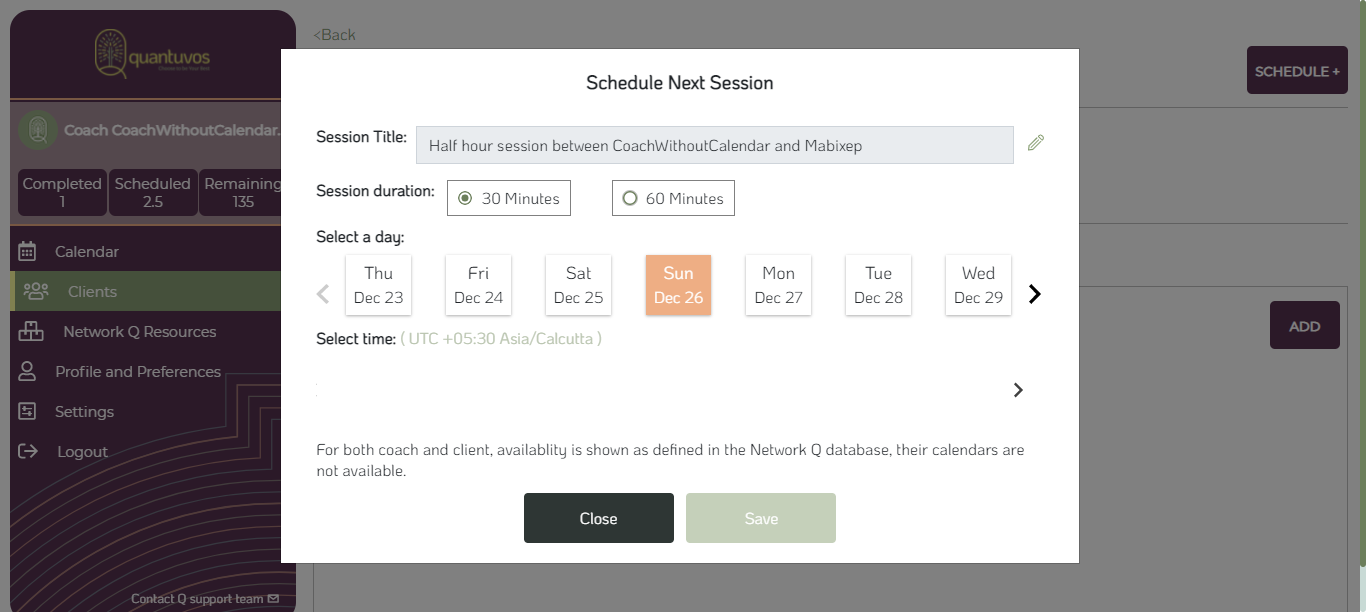 quantuvos
<Back
SCHEDULE +
Coach CoachWithoutCalendar.
Completed
1
Scheduled
2.5
Remaining
135
Calendar
Clients
Network Q Resources
Profile and Preferences
Settings
Logout
Contact Q support team
Schedule Next Session
Session Title: Half hour session between CoachWithoutCalendar and Mabixep
Session duration: 30 Minutes 60 Minutes
Select a day:
Thu
Dec 23
Fri
Dec 24
Sat
Dec 25
Sun
Dec 26
Mon
Dec 27
Tue
Dec 28
Wed
Dec 29
Select time: ( UTC +05:30 Asia/Calcutta )
For both coach and client, availablity is shown as defined in the Network Q database, their calendars are
not available.
Close
Save
ADD